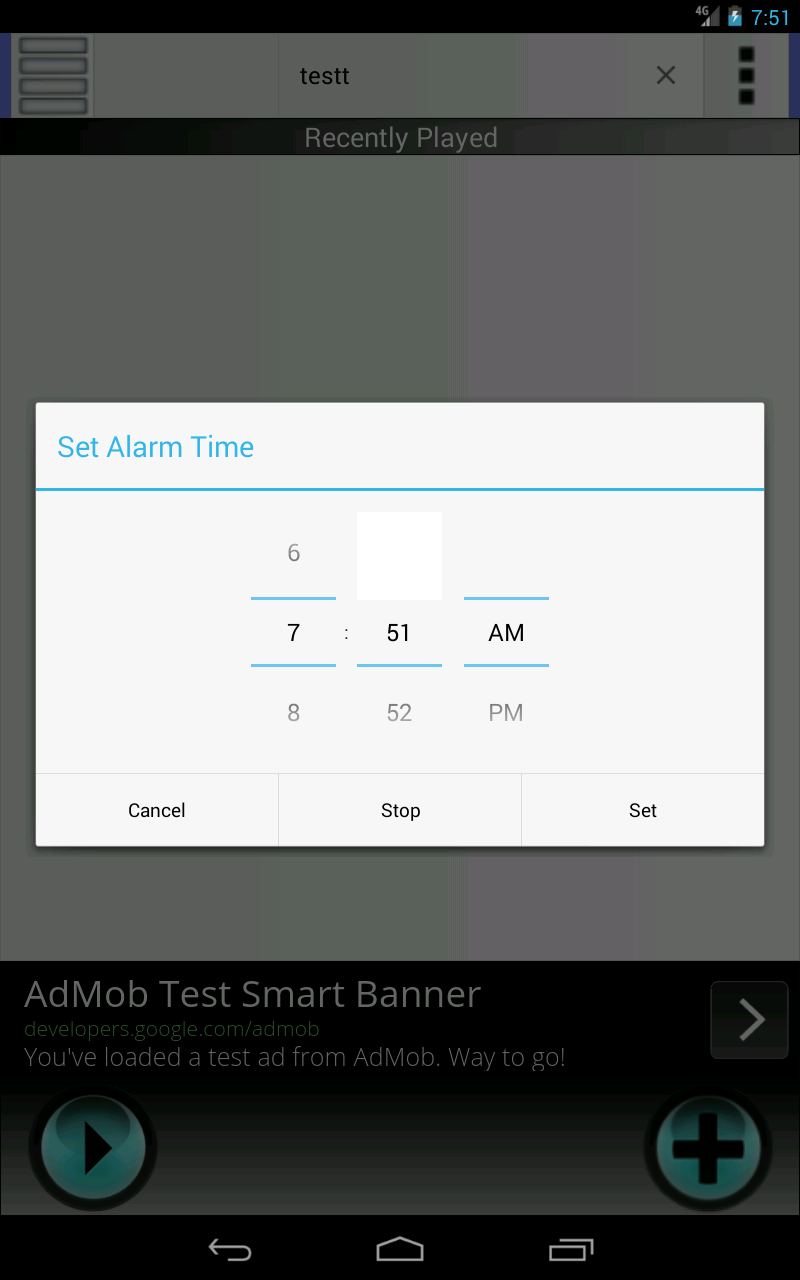 4G 7:51
testt
Recently Played
Set Alarm Time
6
7 : 51 AM
8 52 PM
Cancel Stop Set
AdMob Test Smart Banner
developers.google.com/admob
You've loaded a test ad from AdMob. Way to go!